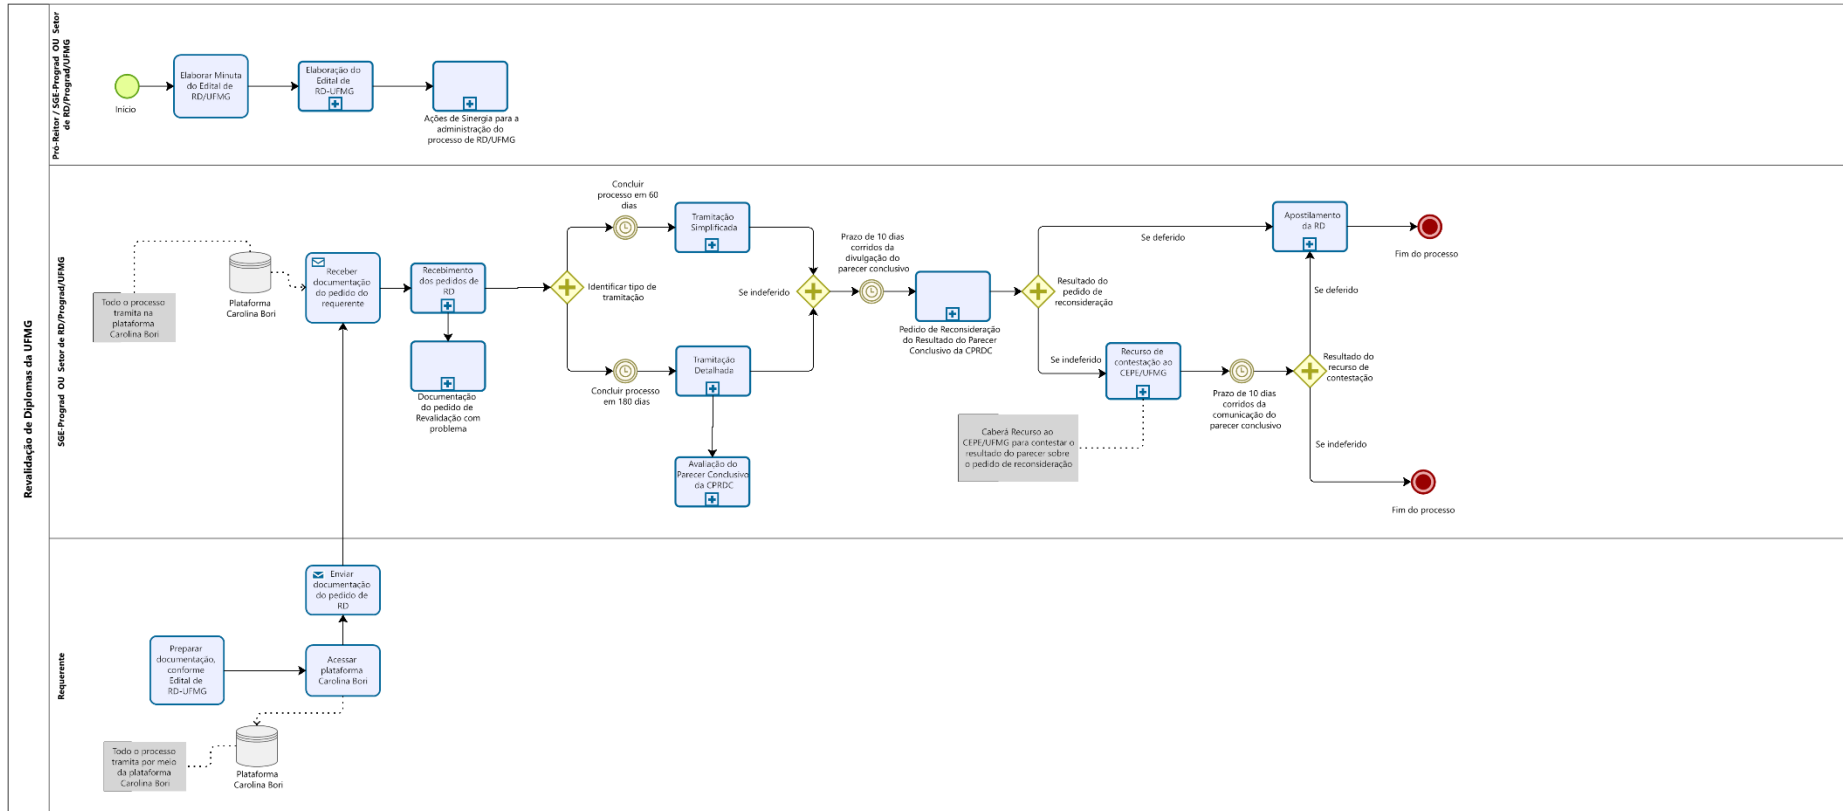 Revalidação de Diplomas da UFMG
Pró-Reitor / SGE-Prograd OU Setor
de RD/Prograd/UFMG
Início
Elaborar Minuta
do Edital de
RD/UFMG
Elaboração do
Edital de
RD-UFMG
Ações de Sinergia para a
administração do
processo de RD/UFMG
SGE-Prograd OU Setor de RD/Prograd/UFMG
Todo o processo
tramita na
plataforma
Carolina Bori
Plataforma
Carolina Bori
Receber
documentação
do pedido do
requerente
Recebimento
dos pedidos de
RD
Documentação
do pedido de
Revalidação com
problema
Identificar tipo de
tramitação
Concluir
processo em 60
dias
Tramitação
Simplificada
Concluir processo
em 180 dias
Tramitação
Detalhada
Avaliação do
Parecer Conclusivo
da CPRDC
Se indeferido
Prazo de 10 dias
corridos da
divulgação do
parecer conclusivo
Pedido de Reconsideração
do Resultado do Parecer
Conclusivo da CPRDC
Resultado do
pedido de
reconsideração
Se deferido
Se indeferido
Recurso de
contestação ao
CEPE/UFMG
Caberá Recurso ao
CEPE/UFMG para contestar o
resultado do parecer sobre
o pedido de reconsideração
Prazo de 10 dias
corridos da
comunicação do
parecer conclusivo
Resultado do
recurso de
contestação
Se deferido
Se indeferido
Apostilamento
da RD
Fim do processo
Fim do processo
Requerente
Enviar
documentação
do pedido de
RD
Preparar
documentação,
conforme
Edital de
RD-UFMG
Acessar
plataforma
Carolina Bori
Todo o processo
tramita por meio
da plataforma
Carolina Bori
Plataforma
Carolina Bori